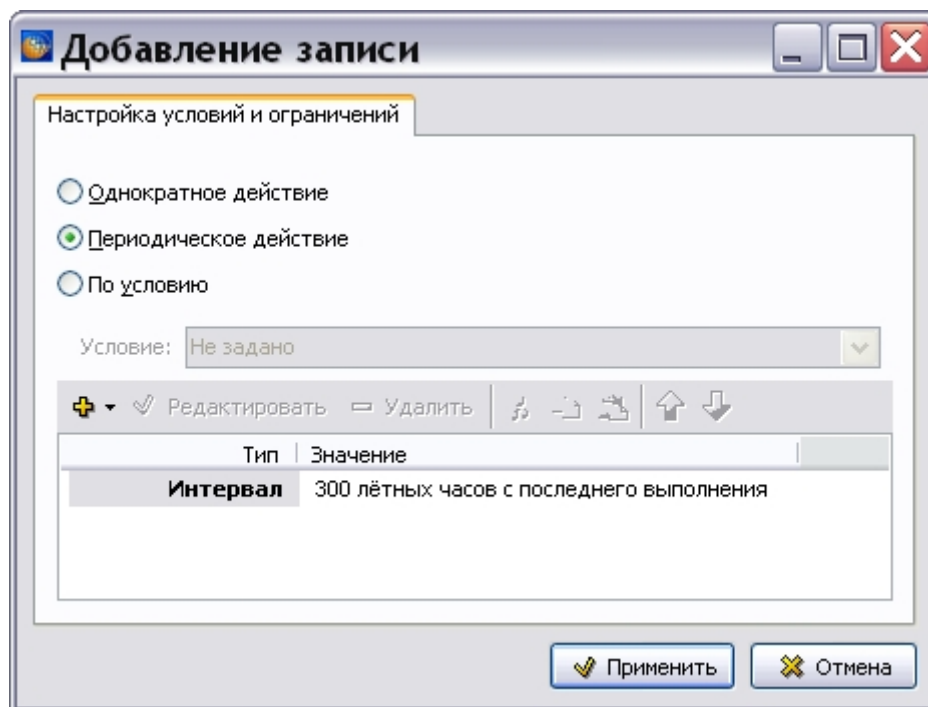 Добавление записи
Настройка условий и ограничений
Однократное действие
Периодическое действие
По условию
Условие: Не задано
Редактировать Удалить
Тип Значение
Интервал 300 лётных часов с последнего выполнения
Применить Отмена